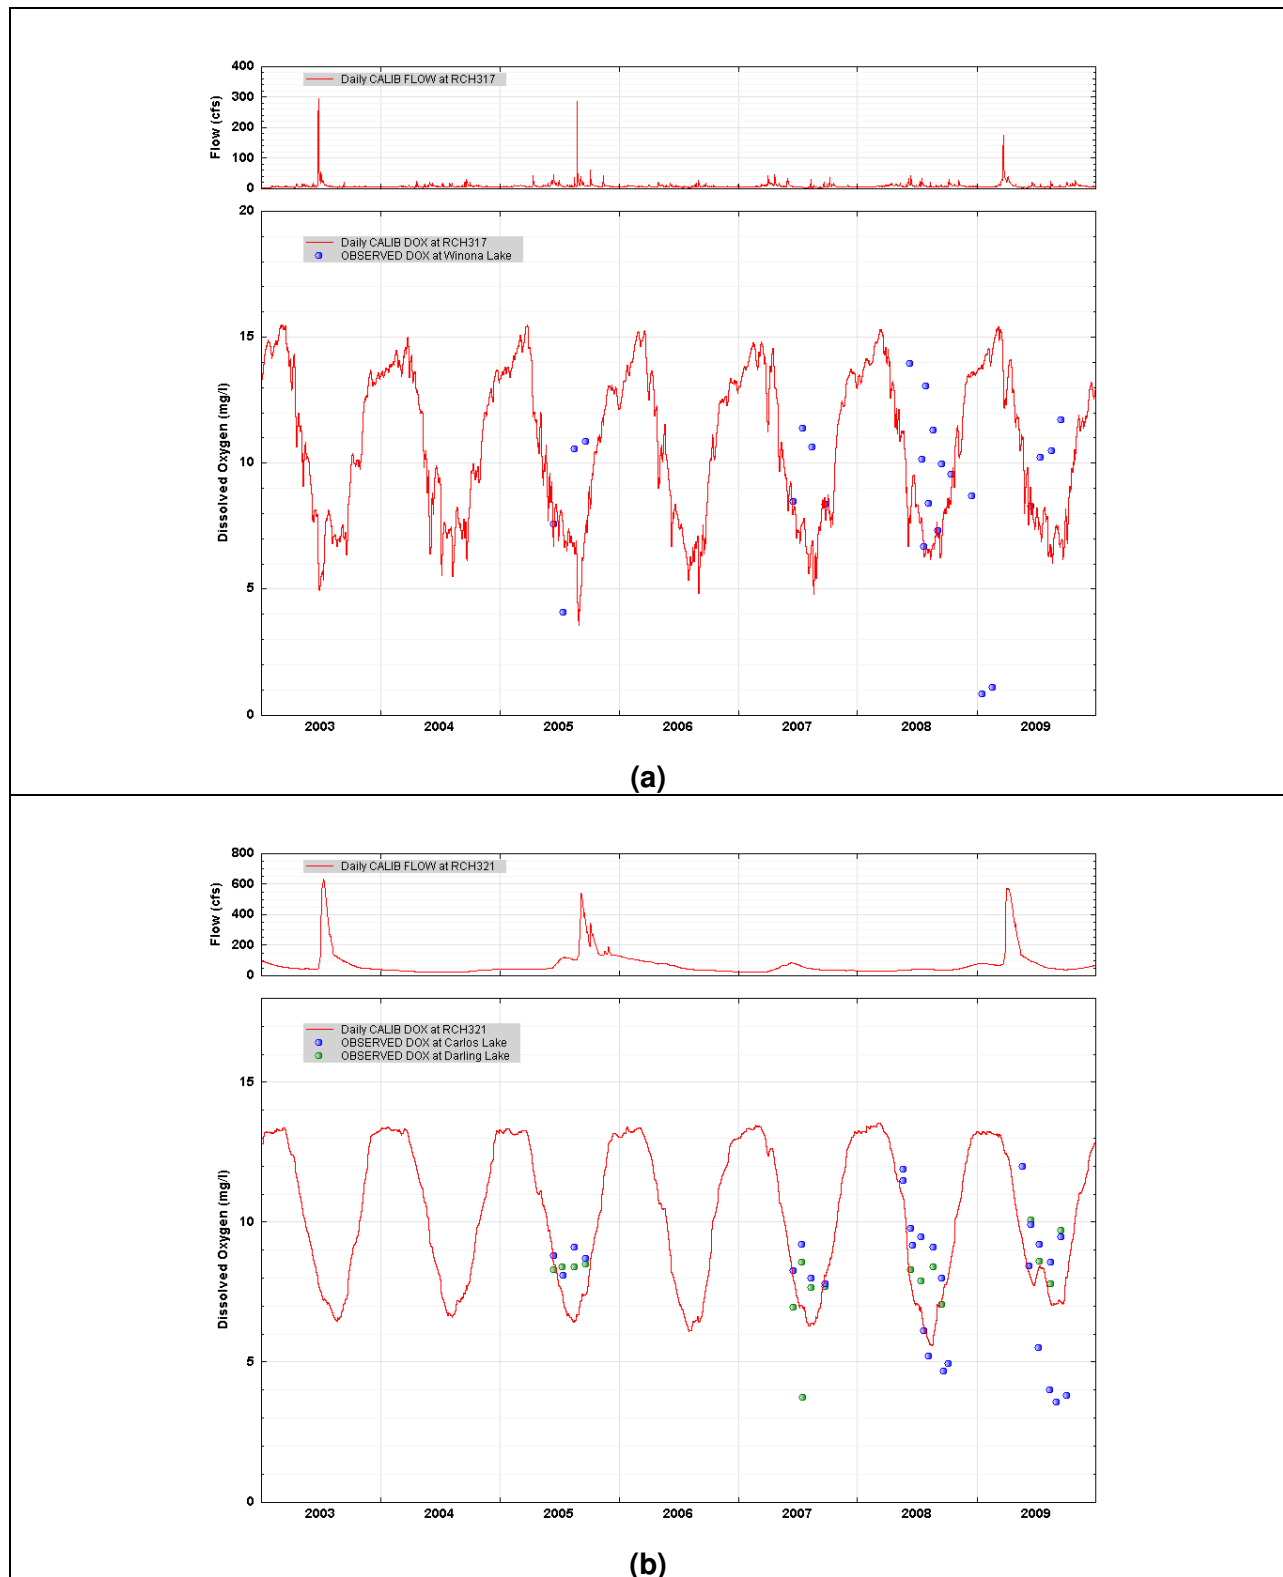 400
300
200
100
0
Flow (cfs)
Daily CALIB FLOW at RCH317
20
15
10
5
0
Dissolved Oxygen (mg/l)
Daily CALIB DOX at RCH317
OBSERVED DOX at Winona Lake
2003 2004 2005 2006 2007 2008 2009
(a)
800
600
400
200
0
Flow (cfs)
Daily CALIB FLOW at RCH321
15
10
5
0
Dissolved Oxygen (mg/l)
Daily CALIB DOX at RCH321
OBSERVED DOX at Carlos Lake
OBSERVED DOX at Darling Lake
2003 2004 2005 2006 2007 2008 2009
(b)